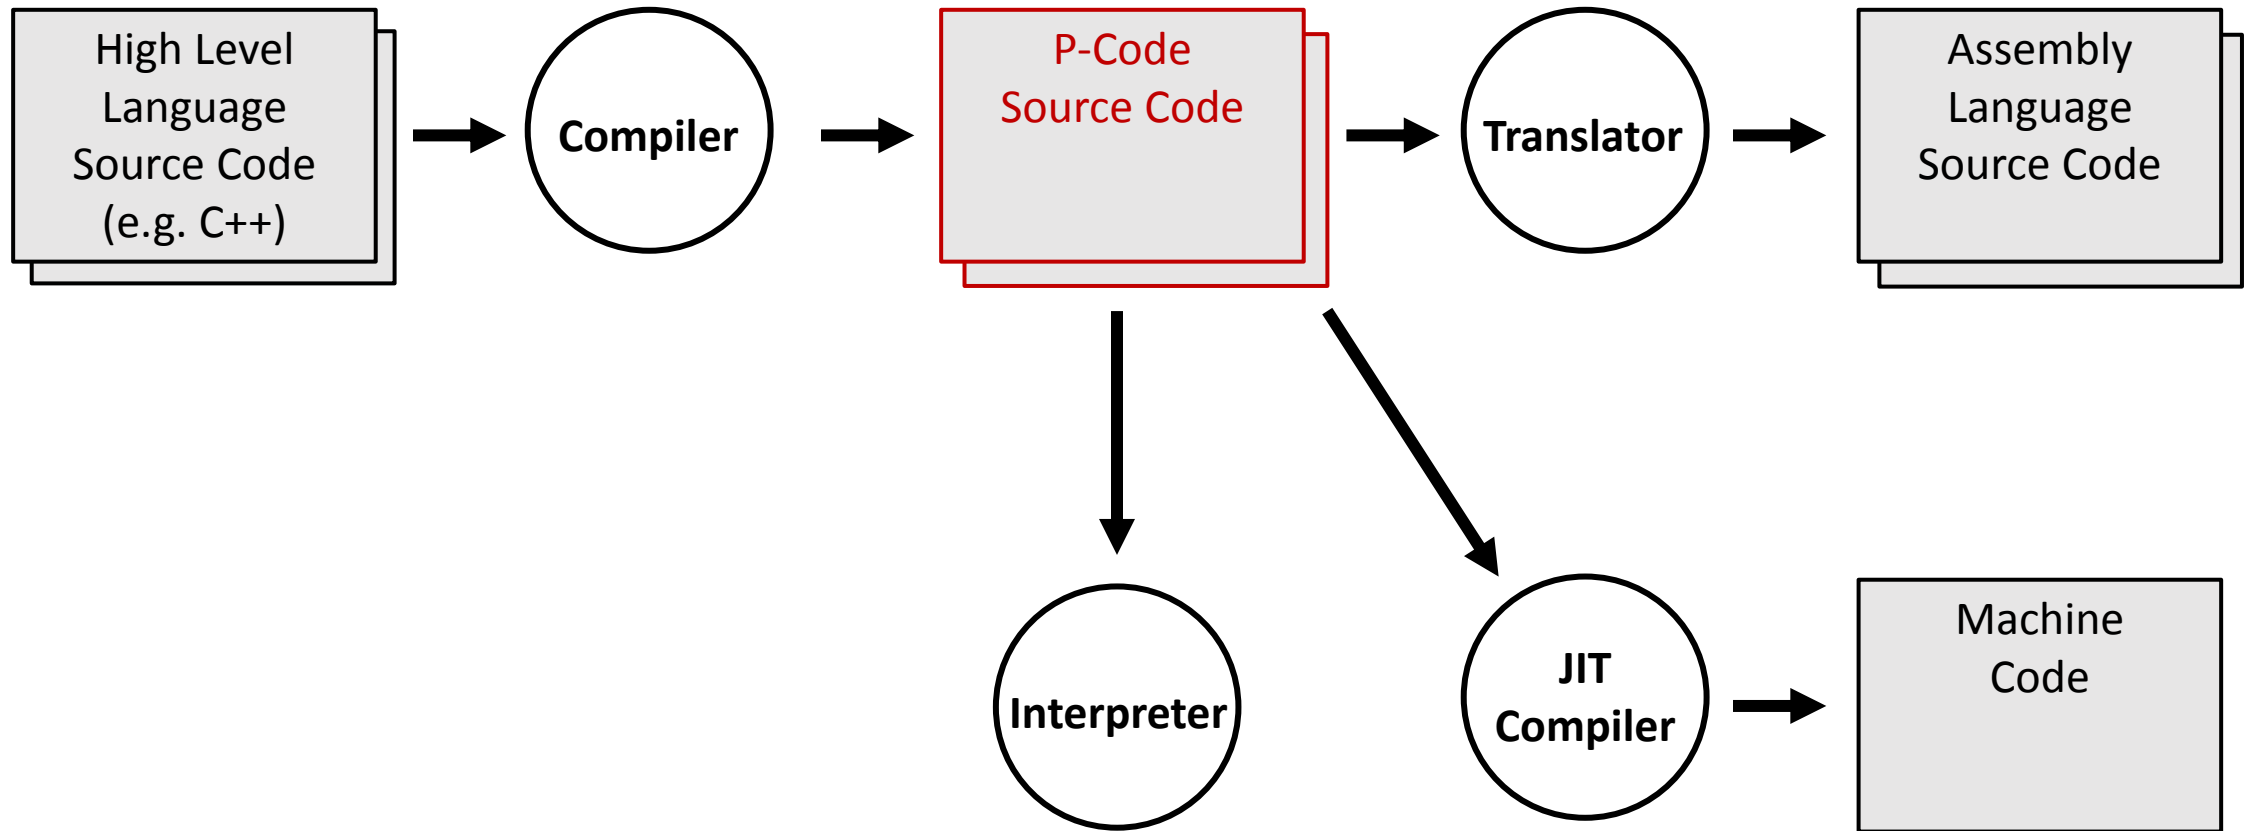 High Level
Language
Source Code
(e.g. C++)
Compiler
P-Code
Source Code
Translator
Assembly
Language
Source Code
Interpreter
JIT
Compiler
Machine
Code